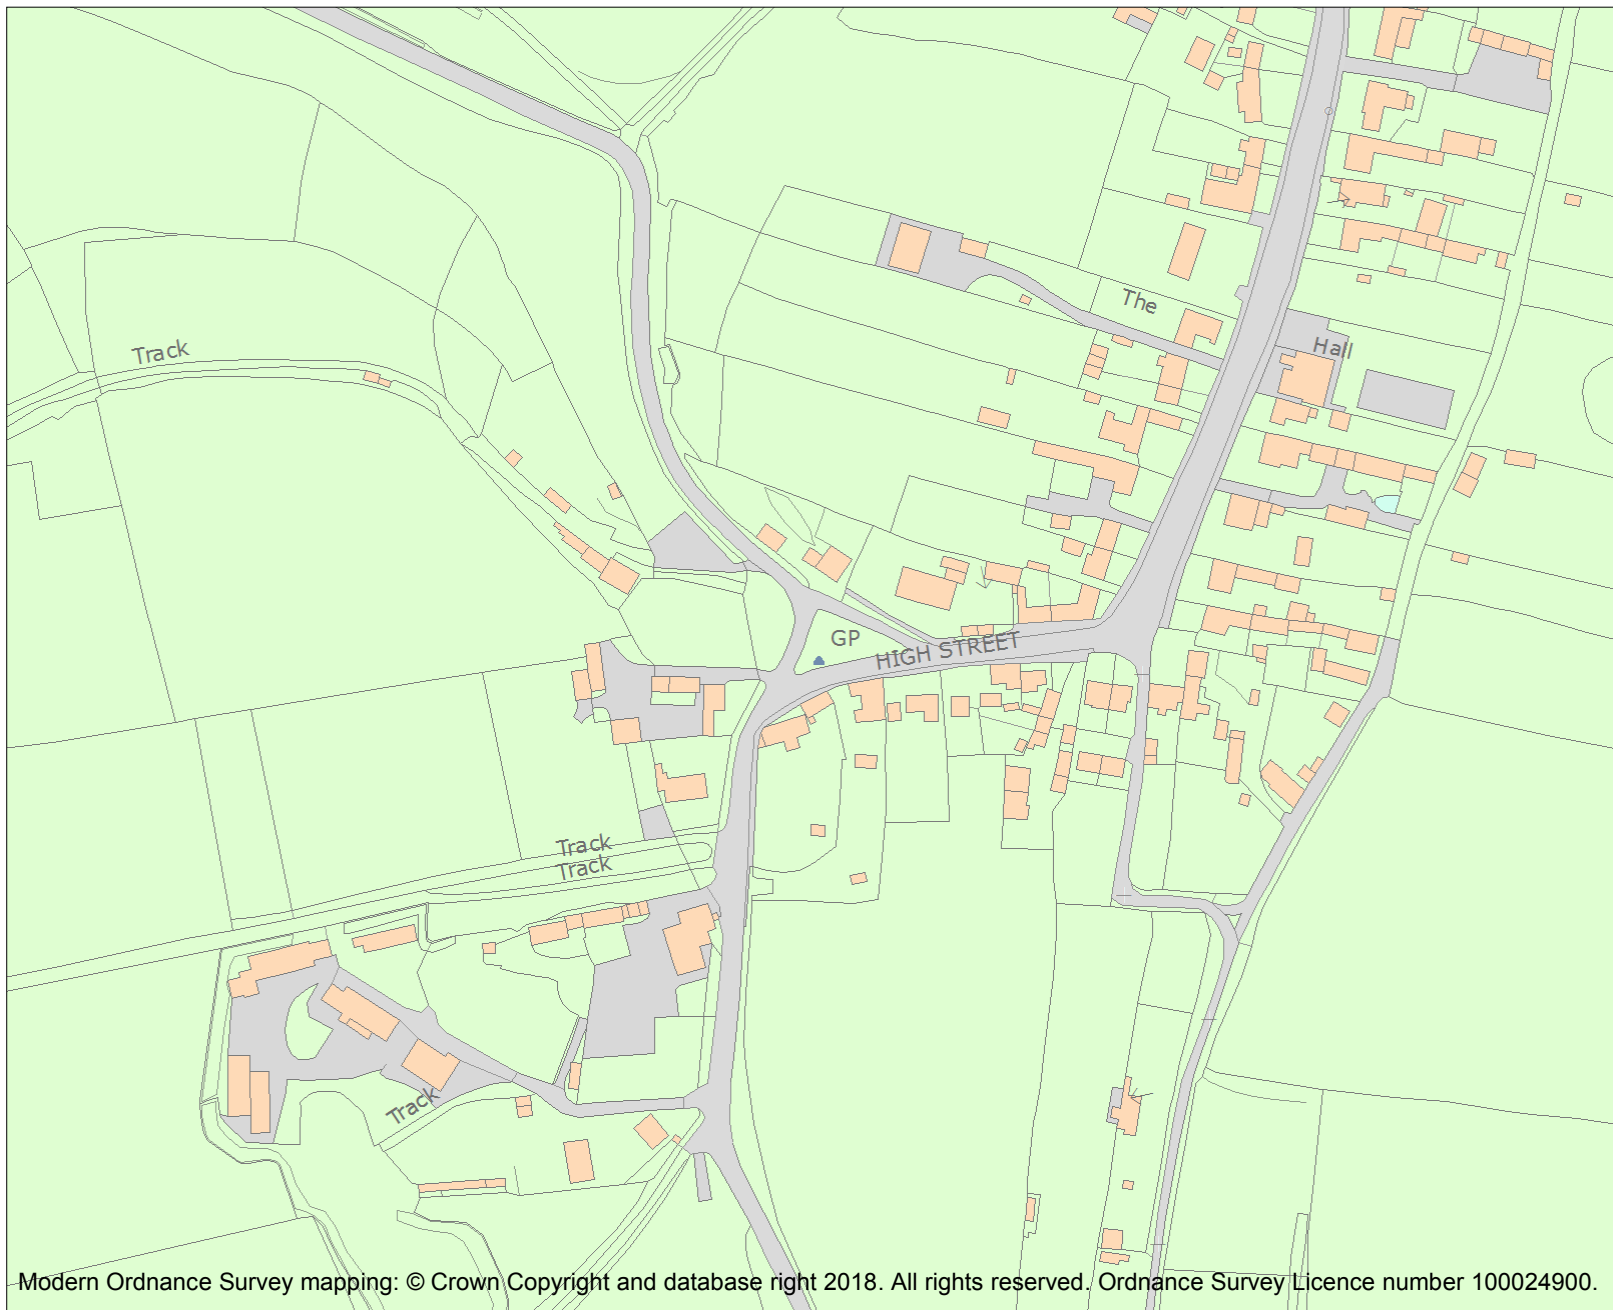 The
Hall
Track
GP
HIGH STREET
Track
Track
Track
Modern Ordnance Survey mapping: © Crown Copyright and database right 2018. All rights reserved. Ordnance Survey Licence number 100024900.